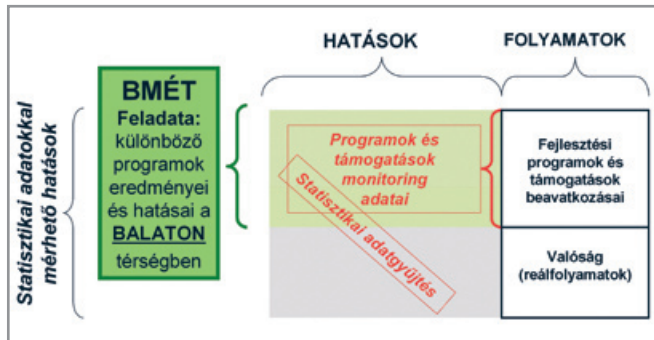 HATÁSOK
FOLYAMATOK
Statisztikai adatokkal
mérhető hatások
BMÉT
Feladata:
különböző
programok
eredményei
és hatásai a
BALATON
térségben
Programok és
támogatások
monitoring
adatai
Statisztikai adatgyűjtés
Fejlesztési
programok és
támogatások
beavatkozásai
Valóság
(reálfolyamatok)